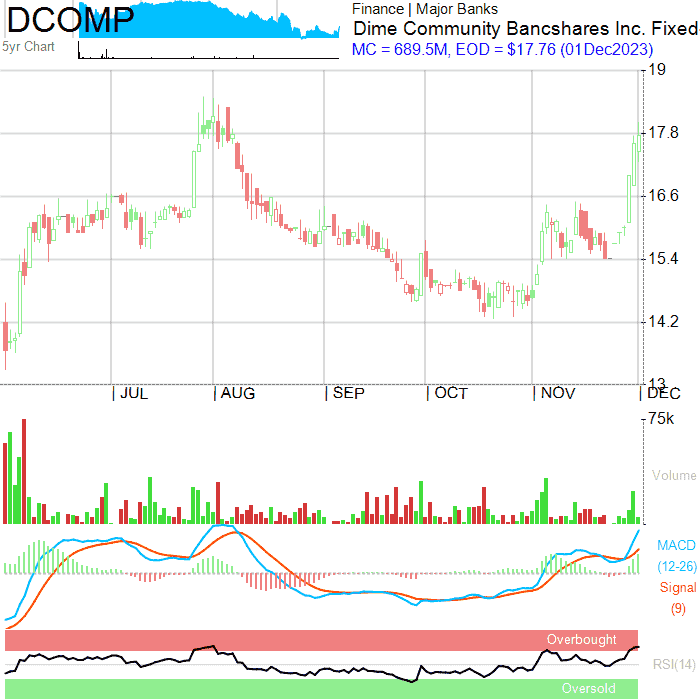 DCOMP
5yr Chart
Finance | Major Banks
Dime Community Bancshares Inc. Fixed
MC = 689.5M, EOD = $17.76 (01Dec2023)
19
17.8
16.6
15.4
14.2
13
JUL
AUG
SEP
OCT
NOV
DEC
75k
Volume
MACD
(12-26)
Signal
(9)
Overbought
RSI(14)
Oversold